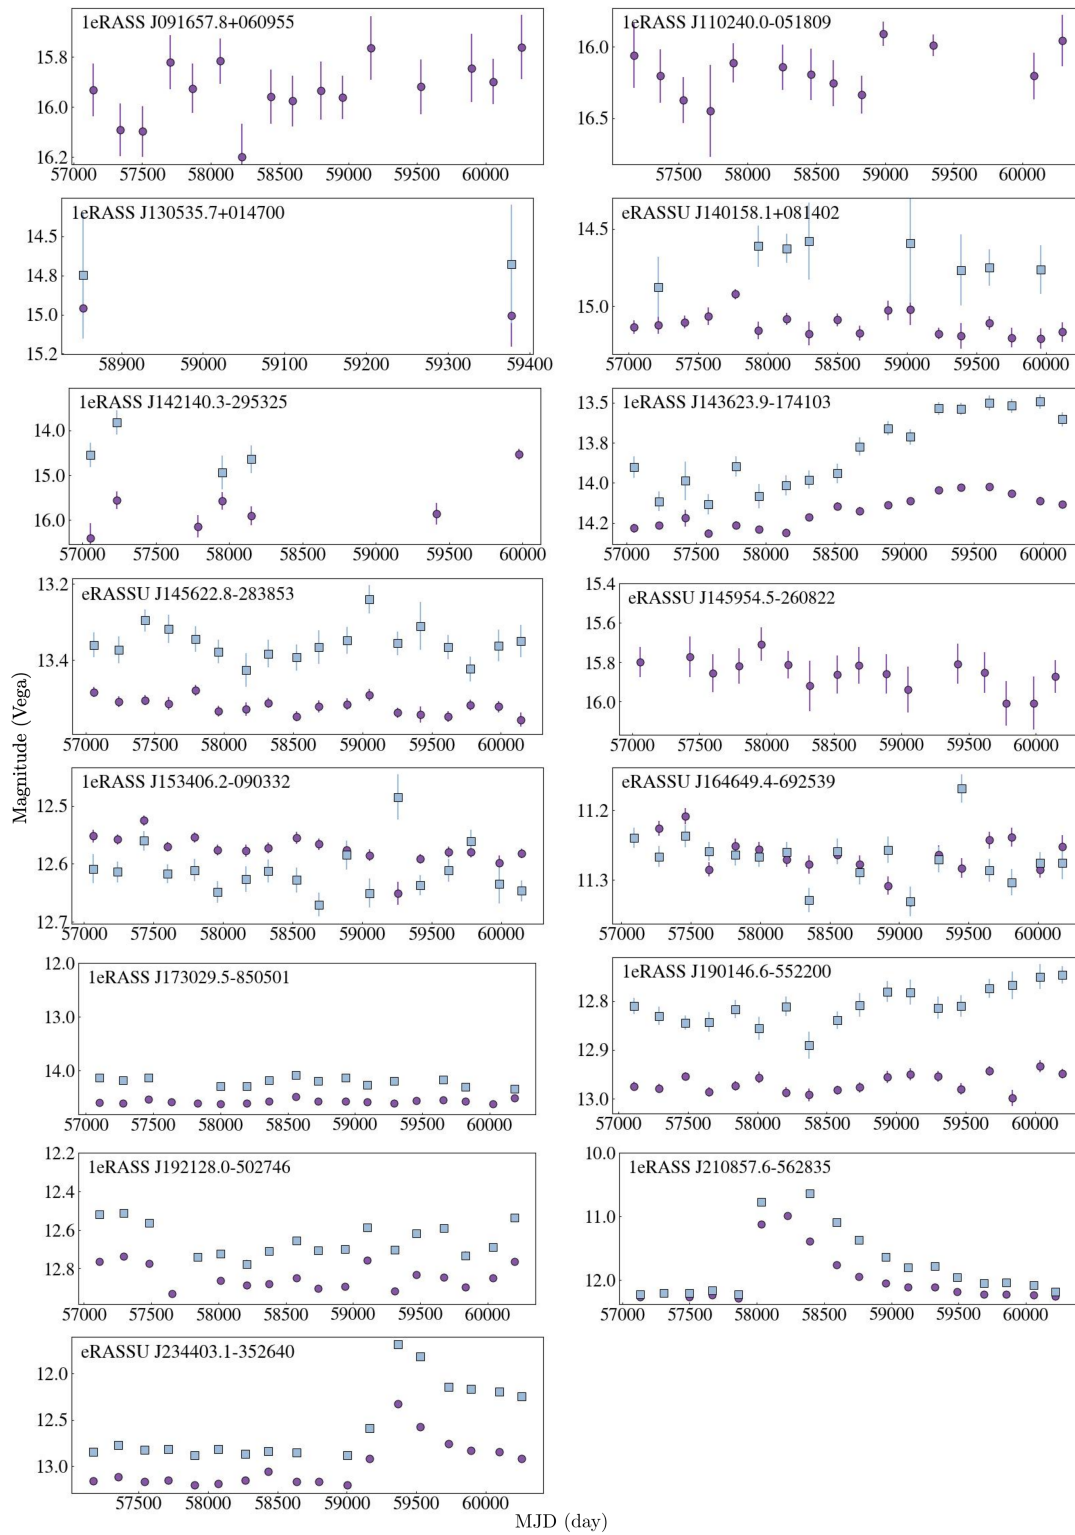 1eRASS J091657.8+060955
15.8
16.0
16.2
57000 57500 58000 58500 59000 59500 60000
1eRASS J110240.0-051809
16.0
16.5
57500 58000 58500 59000 59500 60000
1eRASS J130535.7+014700
14.5
14.8
15.0
15.2
58900 59000 59100 59200 59300 59400
eRASSU J140158.1+081402
14.5
15.0
57000 57500 58000 58500 59000 59500 60000
1eRASS J142140.3-295325
14.0
15.0
16.0
57000 57500 58000 58500 59000 59500 60000
1eRASS J143623.9-174103
13.5
13.8
14.0
14.2
57000 57500 58000 58500 59000 59500 60000
eRASSU J145622.8-283853
13.2
13.4
57000 57500 58000 58500 59000 59500 60000
eRASSU J145954.5-260822
15.4
15.6
15.8
16.0
57000 57500 58000 58500 59000 59500 60000
Magnitude (Vega)
1eRASS J153406.2-090332
12.5
12.6
12.7
57000 57500 58000 58500 59000 59500 60000
eRASSU J164649.4-692539
11.2
11.3
57000 57500 58000 58500 59000 59500 60000
1eRASS J173029.5-850501
12.0
13.0
14.0
57000 57500 58000 58500 59000 59500 60000
1eRASS J190146.6-552200
12.8
12.9
13.0
57000 57500 58000 58500 59000 59500 60000
1eRASS J192128.0-502746
12.2
12.4
12.6
12.8
57000 57500 58000 58500 59000 59500 60000
1eRASS J210857.6-562835
10.0
11.0
12.0
57000 57500 58000 58500 59000 59500 60000
eRASSU J234403.1-352640
12.0
12.5
13.0
57500 58000 58500 59000 59500 60000
MJD (day)